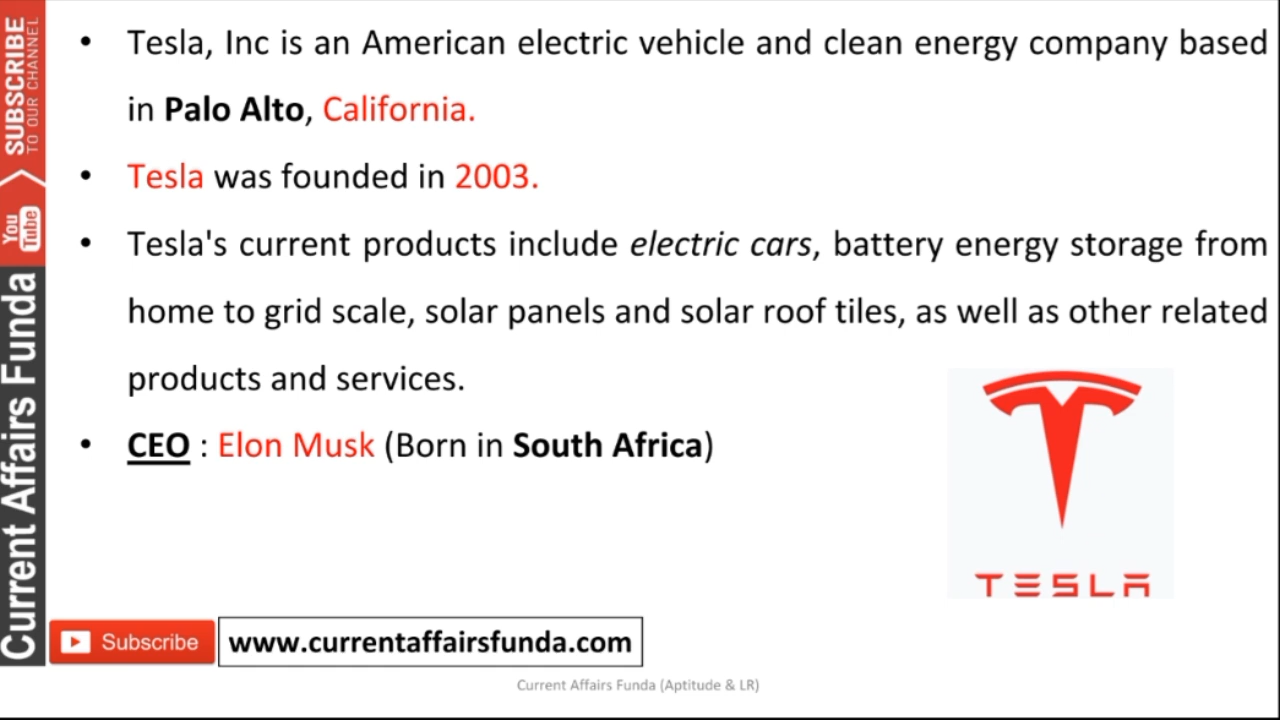 SUBSCRIBE
TO OUR CHANNEL
You
Tube
Current Affairs Funda
• Tesla, Inc is an American electric vehicle and clean energy company based
in Palo Alto, California.
• Tesla was founded in 2003.
• Tesla's current products include electric cars, battery energy storage from
home to grid scale, solar panels and solar roof tiles, as well as other related
products and services.
• CEO : Elon Musk (Born in South Africa)
TESLA
Subscribe
www.currentaffairsfunda.com
Current Affairs Funda (Aptitude & LR)